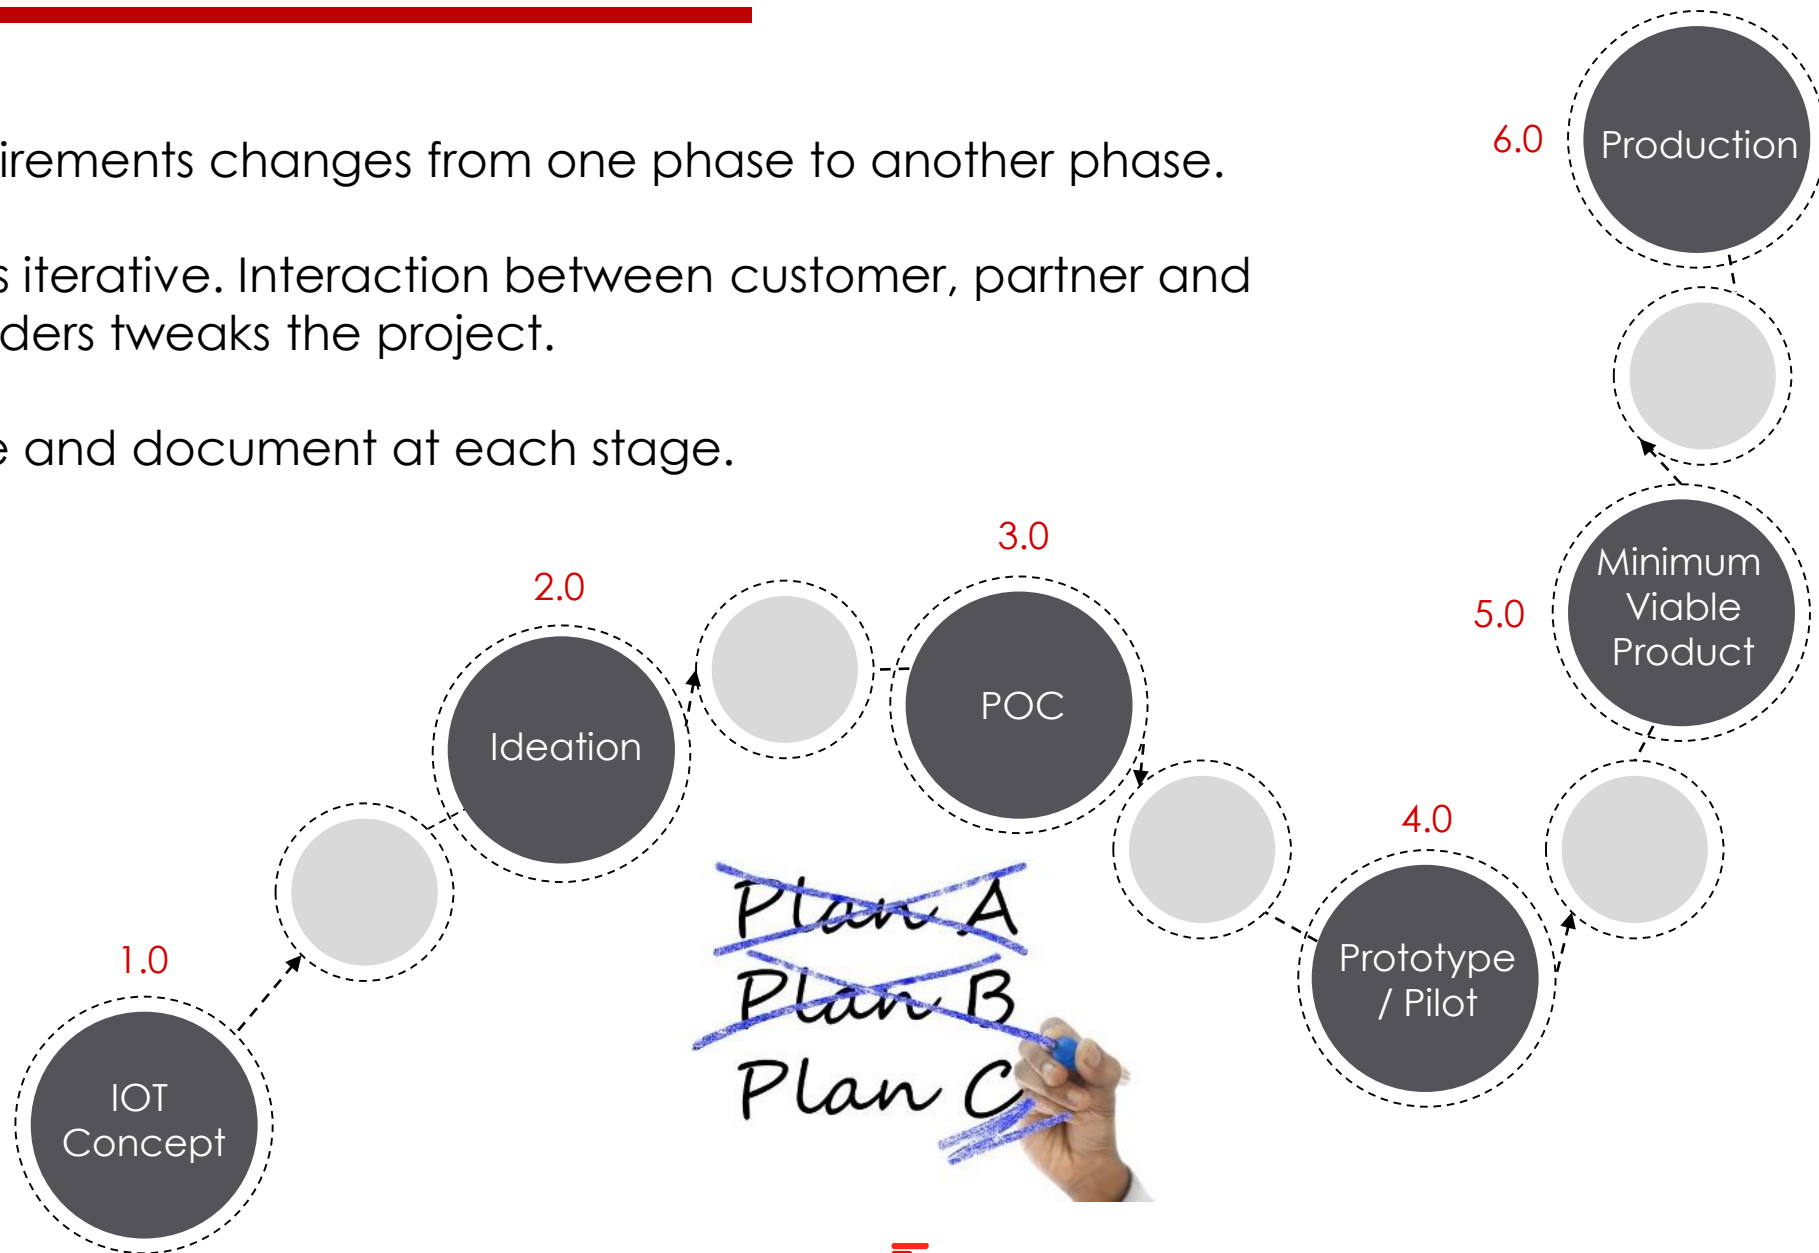 irements changes from one phase to another phase.
s iterative. Interaction between customer, partner and
ders tweaks the project.
e and document at each stage.
6.0
Production
5.0
Minimum
Viable
Product
3.0
POC
2.0
Ideation
4.0
Prototype
/ Pilot
1.0
IOT
Concept
Plan A
Plan B
Plan C